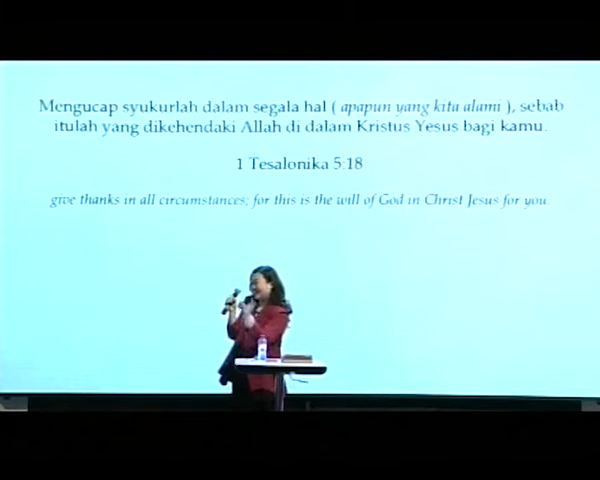 Mengucap syukurlah dalam segala hal ( apapun yang kita alami ), sebab
itulah yang dikehendaki Allah di dalam Kristus Yesus bagi kamu.
1 Tesalonika 5:18
give thanks in all circumstances; for this is the will of God in Christ Jesus for you.